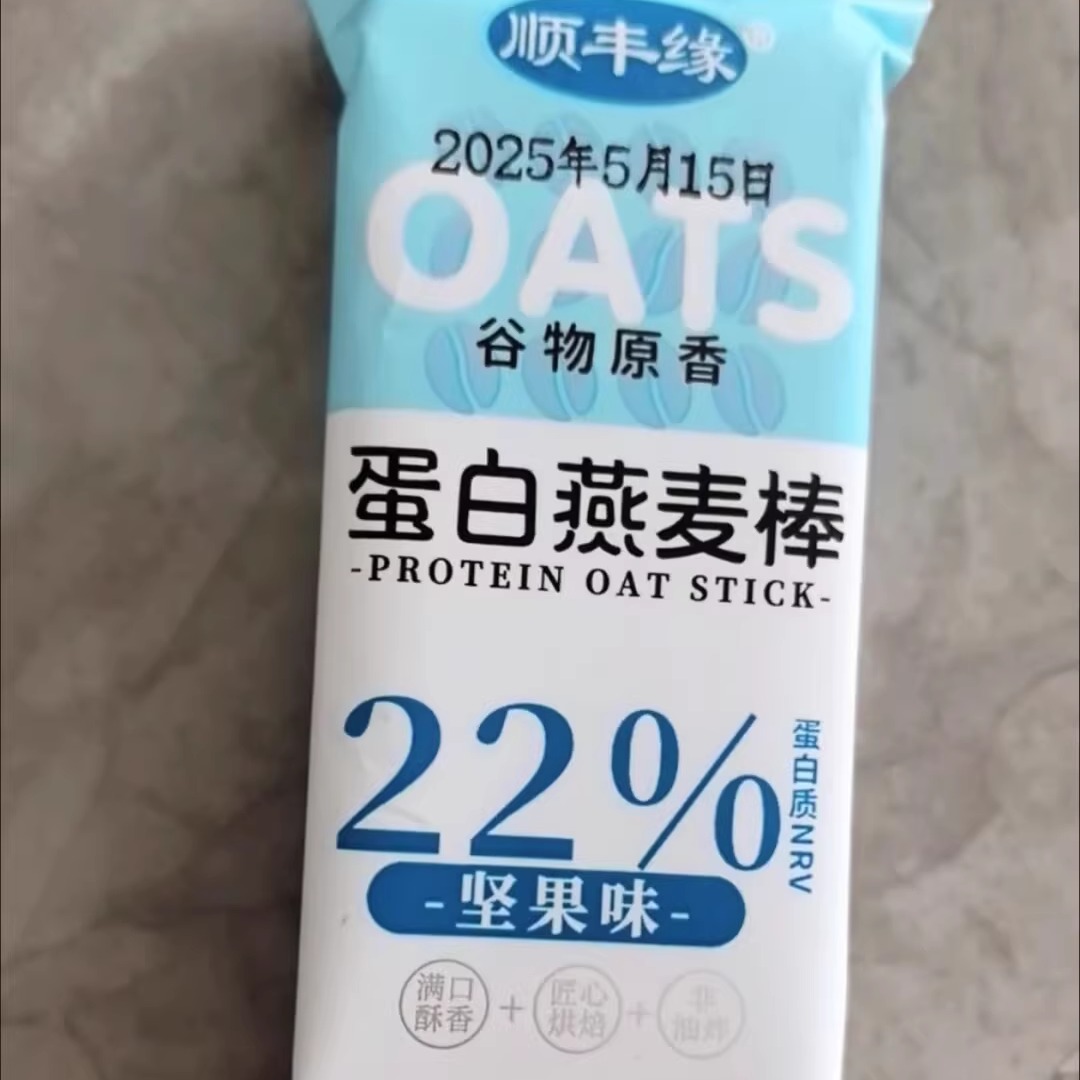 顺丰缘®
2025年5月15日
OATS
谷物原香
蛋白燕麦棒
-PROTEIN OAT STICK-
22%
蛋白质NRV
-坚果味-
满口
酥香
+
匠心
烘焙
+
非
油炸